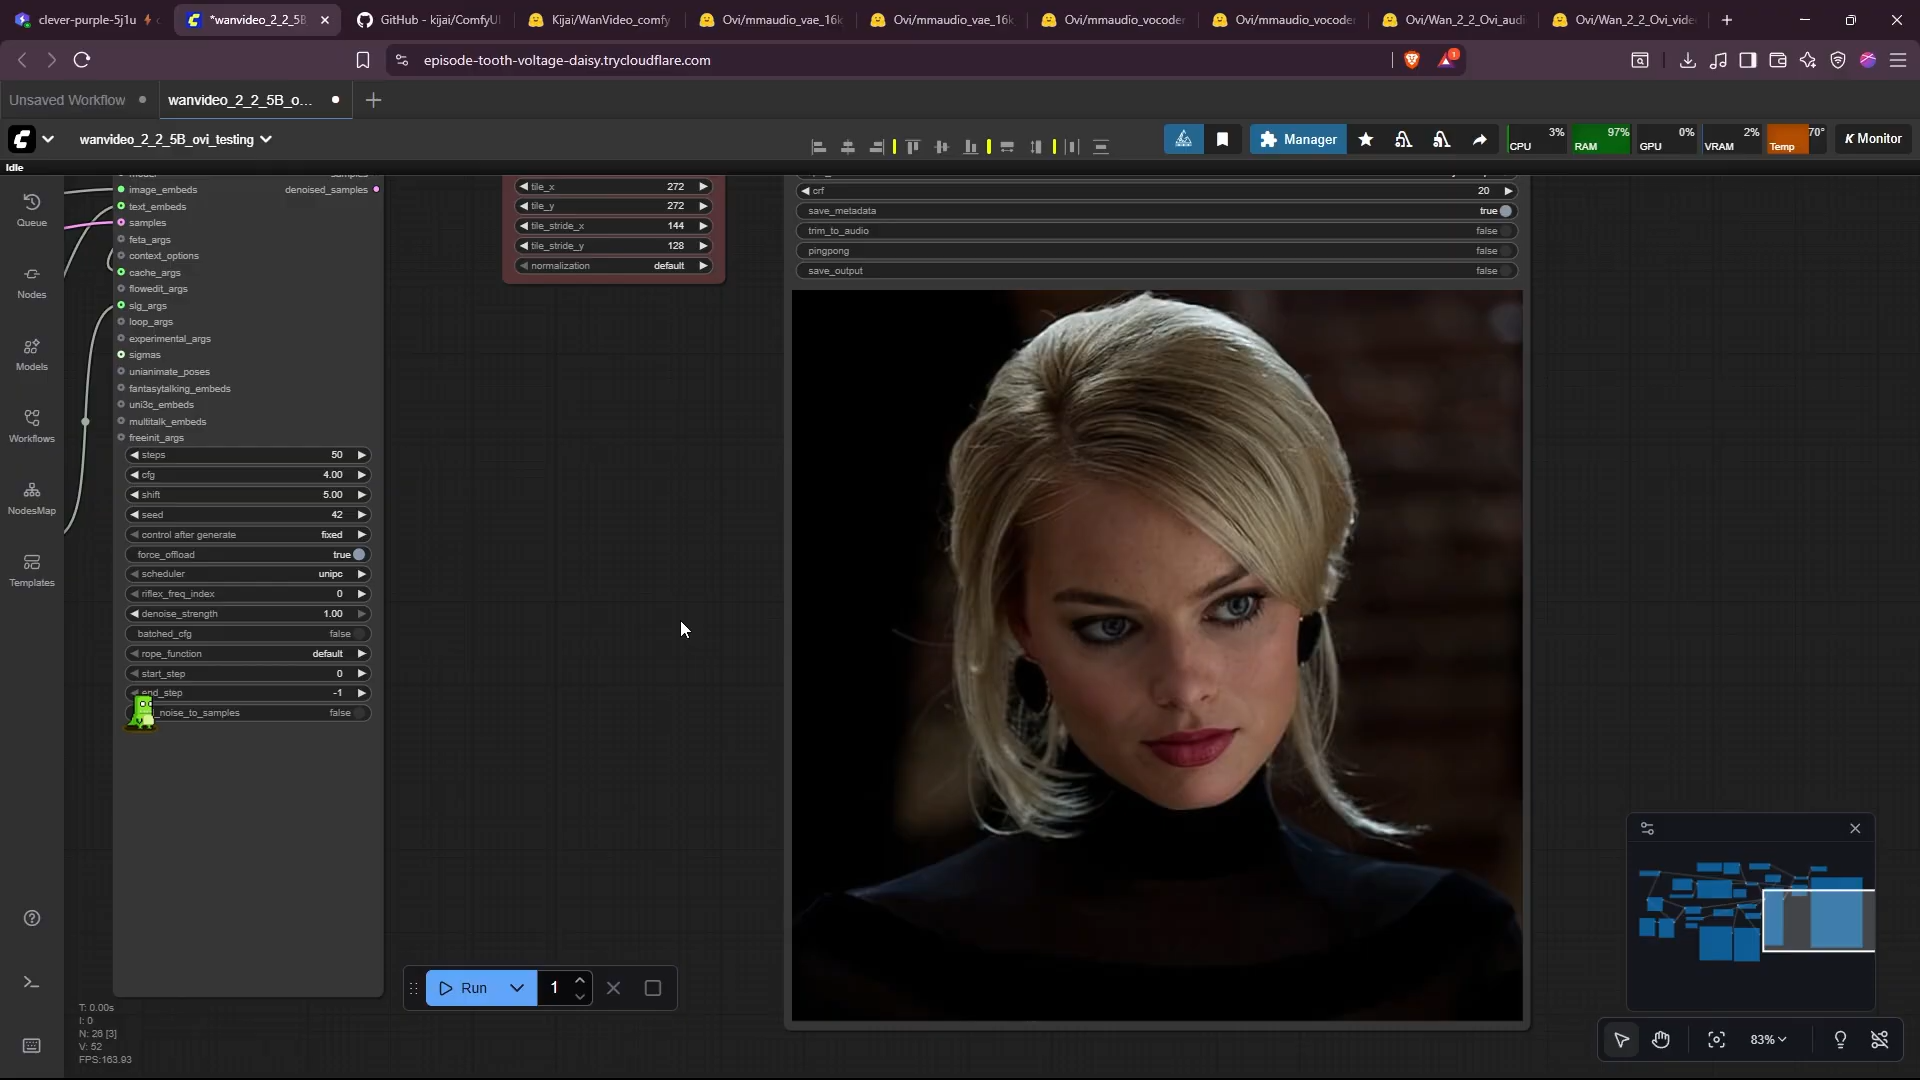 clever-purple-5j1u
*wanvideo_2_2_5B
GitHub - kijai/ComfyUI
Kijai/WanVideo_comfy
Ovi/mmaudio_vae_16k
Ovi/mmaudio_vae_16k
Ovi/mmaudio_vocoder
Ovi/mmaudio_vocoder
Ovi/Wan_2_2_Ovi_audi
Ovi/Wan_2_2_Ovi_vide
episode-tooth-voltage-daisy.trycloudflare.com
1
Unsaved Workflow
wanvideo_2_2_5B_o...
wanvideo_2_2_5B_ovi_testing
Manager
CPU 3%
RAM 97%
GPU 0%
VRAM 2%
Temp 70°
Monitor
Idle
Queue
Nodes
Models
Workflows
NodesMap
Templates
image_embeds
denoised_samples
text_embeds
samples
feta_args
context_options
cache_args
flowedit_args
slg_args
loop_args
experimental_args
sigmas
unianimate_poses
fantasytalking_embeds
uni3c_embeds
multitalk_embeds
freeinit_args
steps 50
cfg 4.00
shift 5.00
seed 42
control after generate fixed
force_offload true
scheduler unipc
riflex_freq_index 0
denoise_strength 1.00
batched_cfg false
rope_function default
start_step 0
end_step -1
_noise_to_samples false
tile_x 272
tile_y 272
tile_stride_x 144
tile_stride_y 128
normalization default
crf 20
save_metadata true
trim_to_audio false
pingpong false
save_output false
Run
1
T: 0.00s
I: 0
N: 26 [3]
V: 52
FPS:163.93
83%